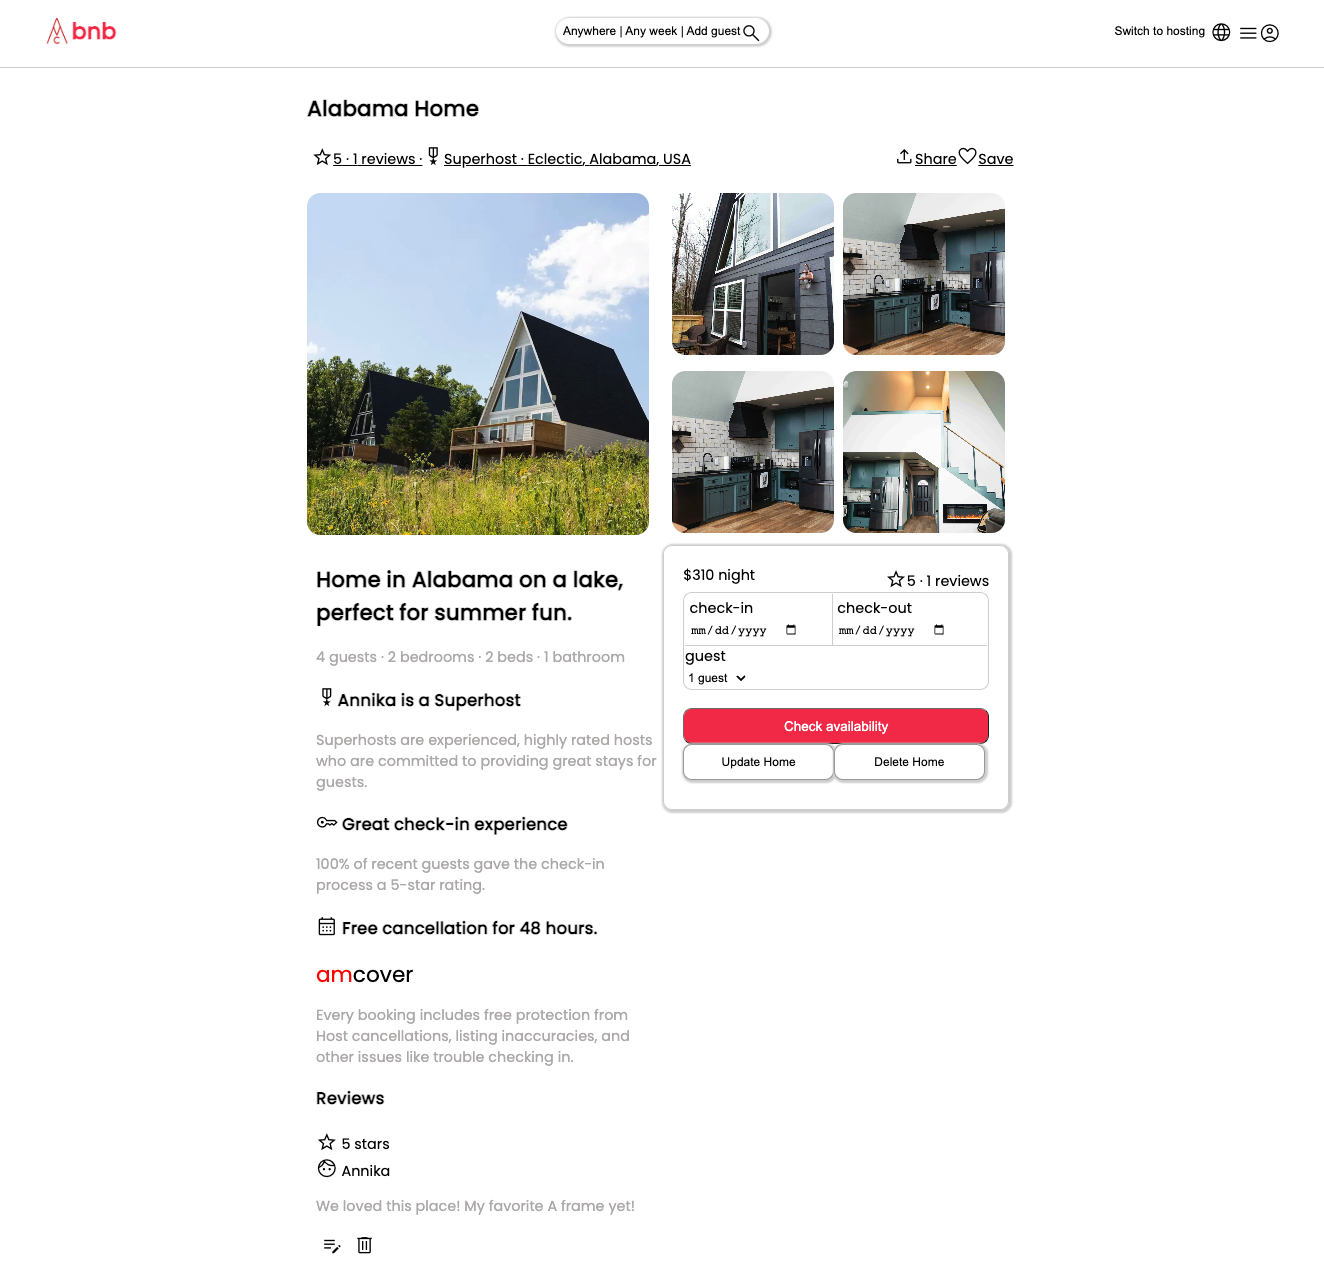 bnb
Anywhere | Any week | Add guest
Switch to hosting
Alabama Home
5 · 1 reviews ·
Superhost · Eclectic, Alabama, USA
Share
Save
Home in Alabama on a lake,
perfect for summer fun.
4 guests · 2 bedrooms · 2 beds · 1 bathroom
Annika is a Superhost
Superhosts are experienced, highly rated hosts
who are committed to providing great stays for
guests.
Great check-in experience
100% of recent guests gave the check-in
process a 5-star rating.
Free cancellation for 48 hours.
amcover
Every booking includes free protection from
Host cancellations, listing inaccuracies, and
other issues like trouble checking in.
Reviews
5 stars
Annika
We loved this place! My favorite A frame yet!
$310 night
5 · 1 reviews
check-in
mm/dd/yyyy
check-out
mm/dd/yyyy
guest
1 guest
Check availability
Update Home
Delete Home